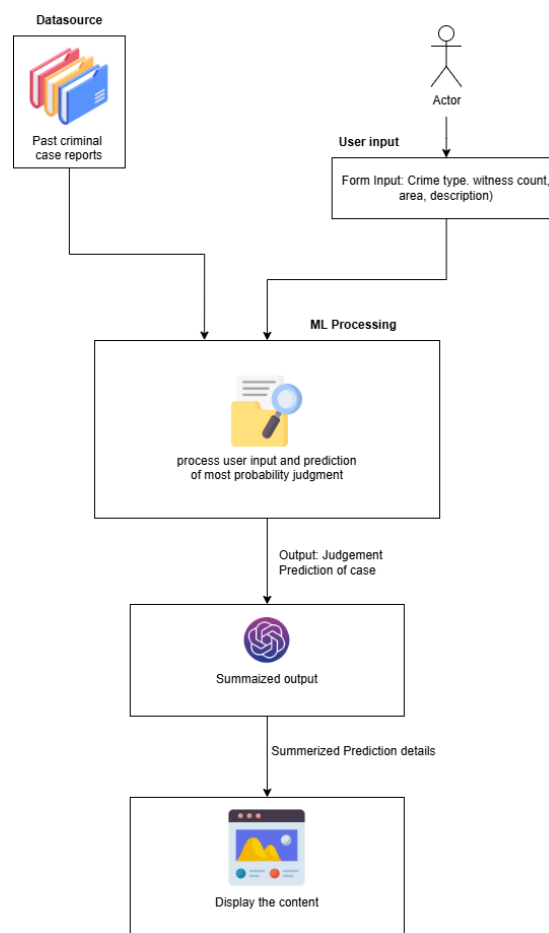 Datasource
Past criminal
case reports
Actor
User input
Form Input: Crime type. witness count,
area, description)
ML Processing
process user input and prediction
of most probability judgment
Output: Judgement
Prediction of case
Summaized output
Summerized Prediction details
Display the content